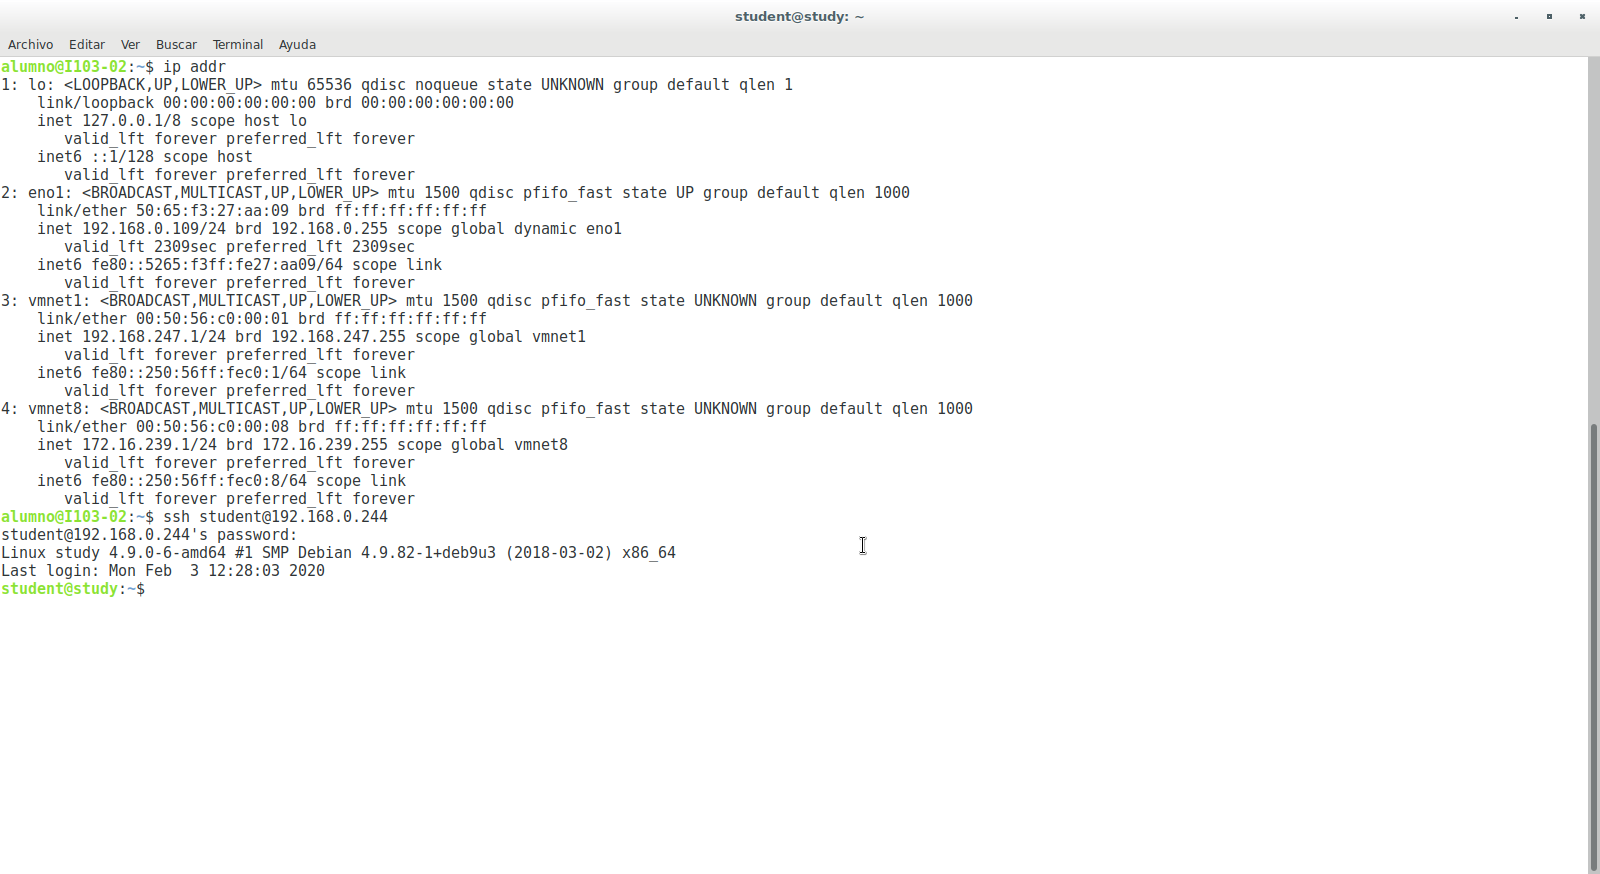 student@study: ~
Archivo Editar Ver Buscar Terminal Ayuda
alumno@I103-02:~$ ip addr
1: lo: <LOOPBACK,UP,LOWER_UP> mtu 65536 qdisc noqueue state UNKNOWN group default qlen 1
    link/loopback 00:00:00:00:00:00 brd 00:00:00:00:00:00
    inet 127.0.0.1/8 scope host lo
       valid_lft forever preferred_lft forever
    inet6 ::1/128 scope host
       valid_lft forever preferred_lft forever
2: eno1: <BROADCAST,MULTICAST,UP,LOWER_UP> mtu 1500 qdisc pfifo_fast state UP group default qlen 1000
    link/ether 50:65:f3:27:aa:09 brd ff:ff:ff:ff:ff:ff
    inet 192.168.0.109/24 brd 192.168.0.255 scope global dynamic eno1
       valid_lft 2309sec preferred_lft 2309sec
    inet6 fe80::5265:f3ff:fe27:aa09/64 scope link
       valid_lft forever preferred_lft forever
3: vmnet1: <BROADCAST,MULTICAST,UP,LOWER_UP> mtu 1500 qdisc pfifo_fast state UNKNOWN group default qlen 1000
    link/ether 00:50:56:c0:00:01 brd ff:ff:ff:ff:ff:ff
    inet 192.168.247.1/24 brd 192.168.247.255 scope global vmnet1
       valid_lft forever preferred_lft forever
    inet6 fe80::250:56ff:fec0:1/64 scope link
       valid_lft forever preferred_lft forever
4: vmnet8: <BROADCAST,MULTICAST,UP,LOWER_UP> mtu 1500 qdisc pfifo_fast state UNKNOWN group default qlen 1000
    link/ether 00:50:56:c0:00:08 brd ff:ff:ff:ff:ff:ff
    inet 172.16.239.1/24 brd 172.16.239.255 scope global vmnet8
       valid_lft forever preferred_lft forever
    inet6 fe80::250:56ff:fec0:8/64 scope link
       valid_lft forever preferred_lft forever
alumno@I103-02:~$ ssh student@192.168.0.244
student@192.168.0.244's password:
Linux study 4.9.0-6-amd64 #1 SMP Debian 4.9.82-1+deb9u3 (2018-03-02) x86_64
Last login: Mon Feb  3 12:28:03 2020
student@study:~$